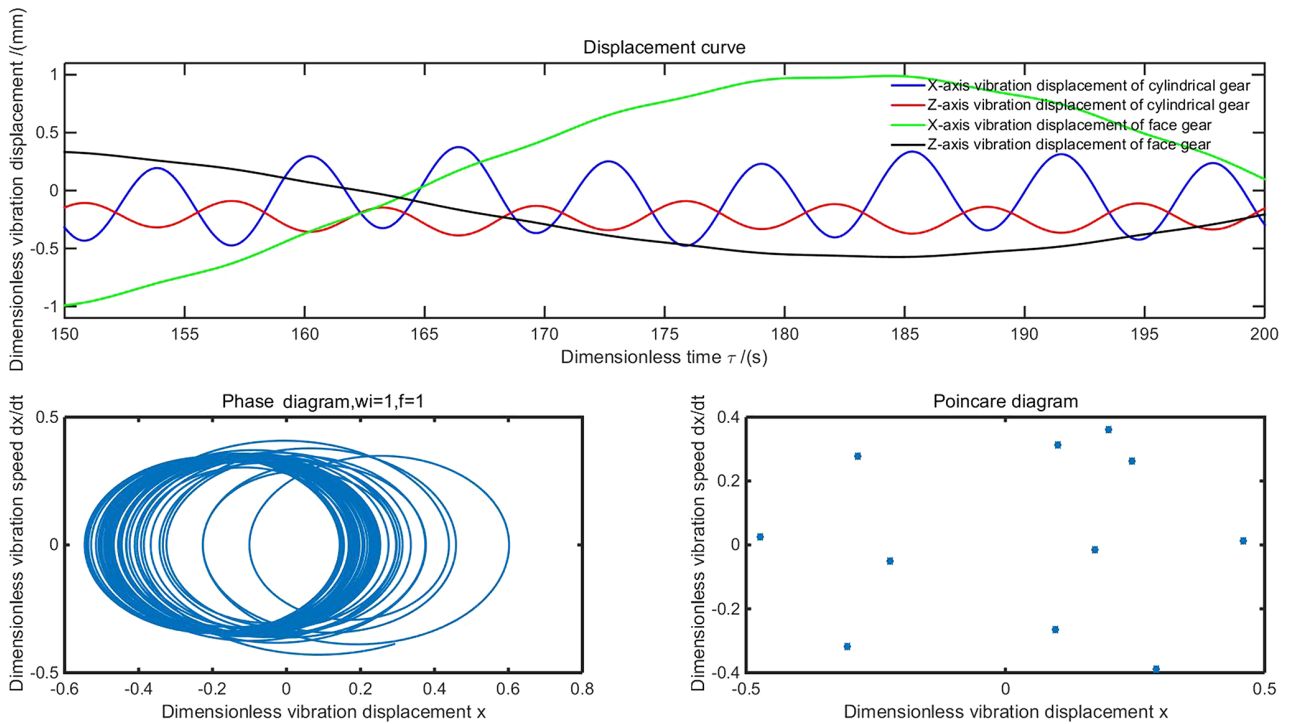 Displacement curve
Dimensionless vibration displacement /(mm)
1
0.5
0
-0.5
-1
X-axis vibration displacement of cylindrical gear
Z-axis vibration displacement of cylindrical gear
X-axis vibration displacement of face gear
Z-axis vibration displacement of face gear
150 155 160 165 170 175 180 185 190 195 200
Dimensionless time τ /(s)
Phase diagram,wi=1,f=1
Dimensionless vibration speed dx/dt
0.5
0
-0.5
-0.6 -0.4 -0.2 0 0.2 0.4 0.6 0.8
Dimensionless vibration displacement x
Poincare diagram
Dimensionless vibration speed dx/dt
0.4
0.2
0
-0.2
-0.4
-0.5 0 0.5
Dimensionless vibration displacement x